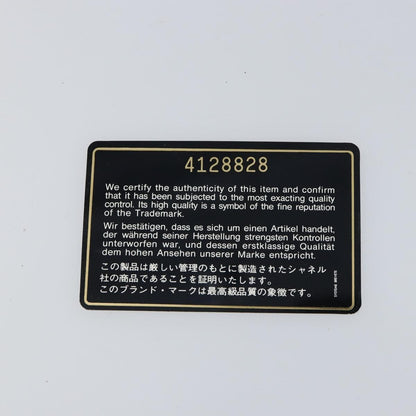 4128828
We certify the authenticity of this item and confirm
that it has been subjected to the most exacting quality
control. Its high quality is a symbol of the fine reputation
of the Trademark.
Wir bestätigen, dass es sich um einen Artikel handelt,
der während seiner Herstellung strengsten Kontrollen
unterworfen war, und dessen erstklassige Qualität
dem hohen Ansehen unserer Marke entspricht.
この製品は厳しい管理のもとに製造されたシャネル
社の商品であることを証明いたします。
このブランド・マークは最高級品質の象徴です。